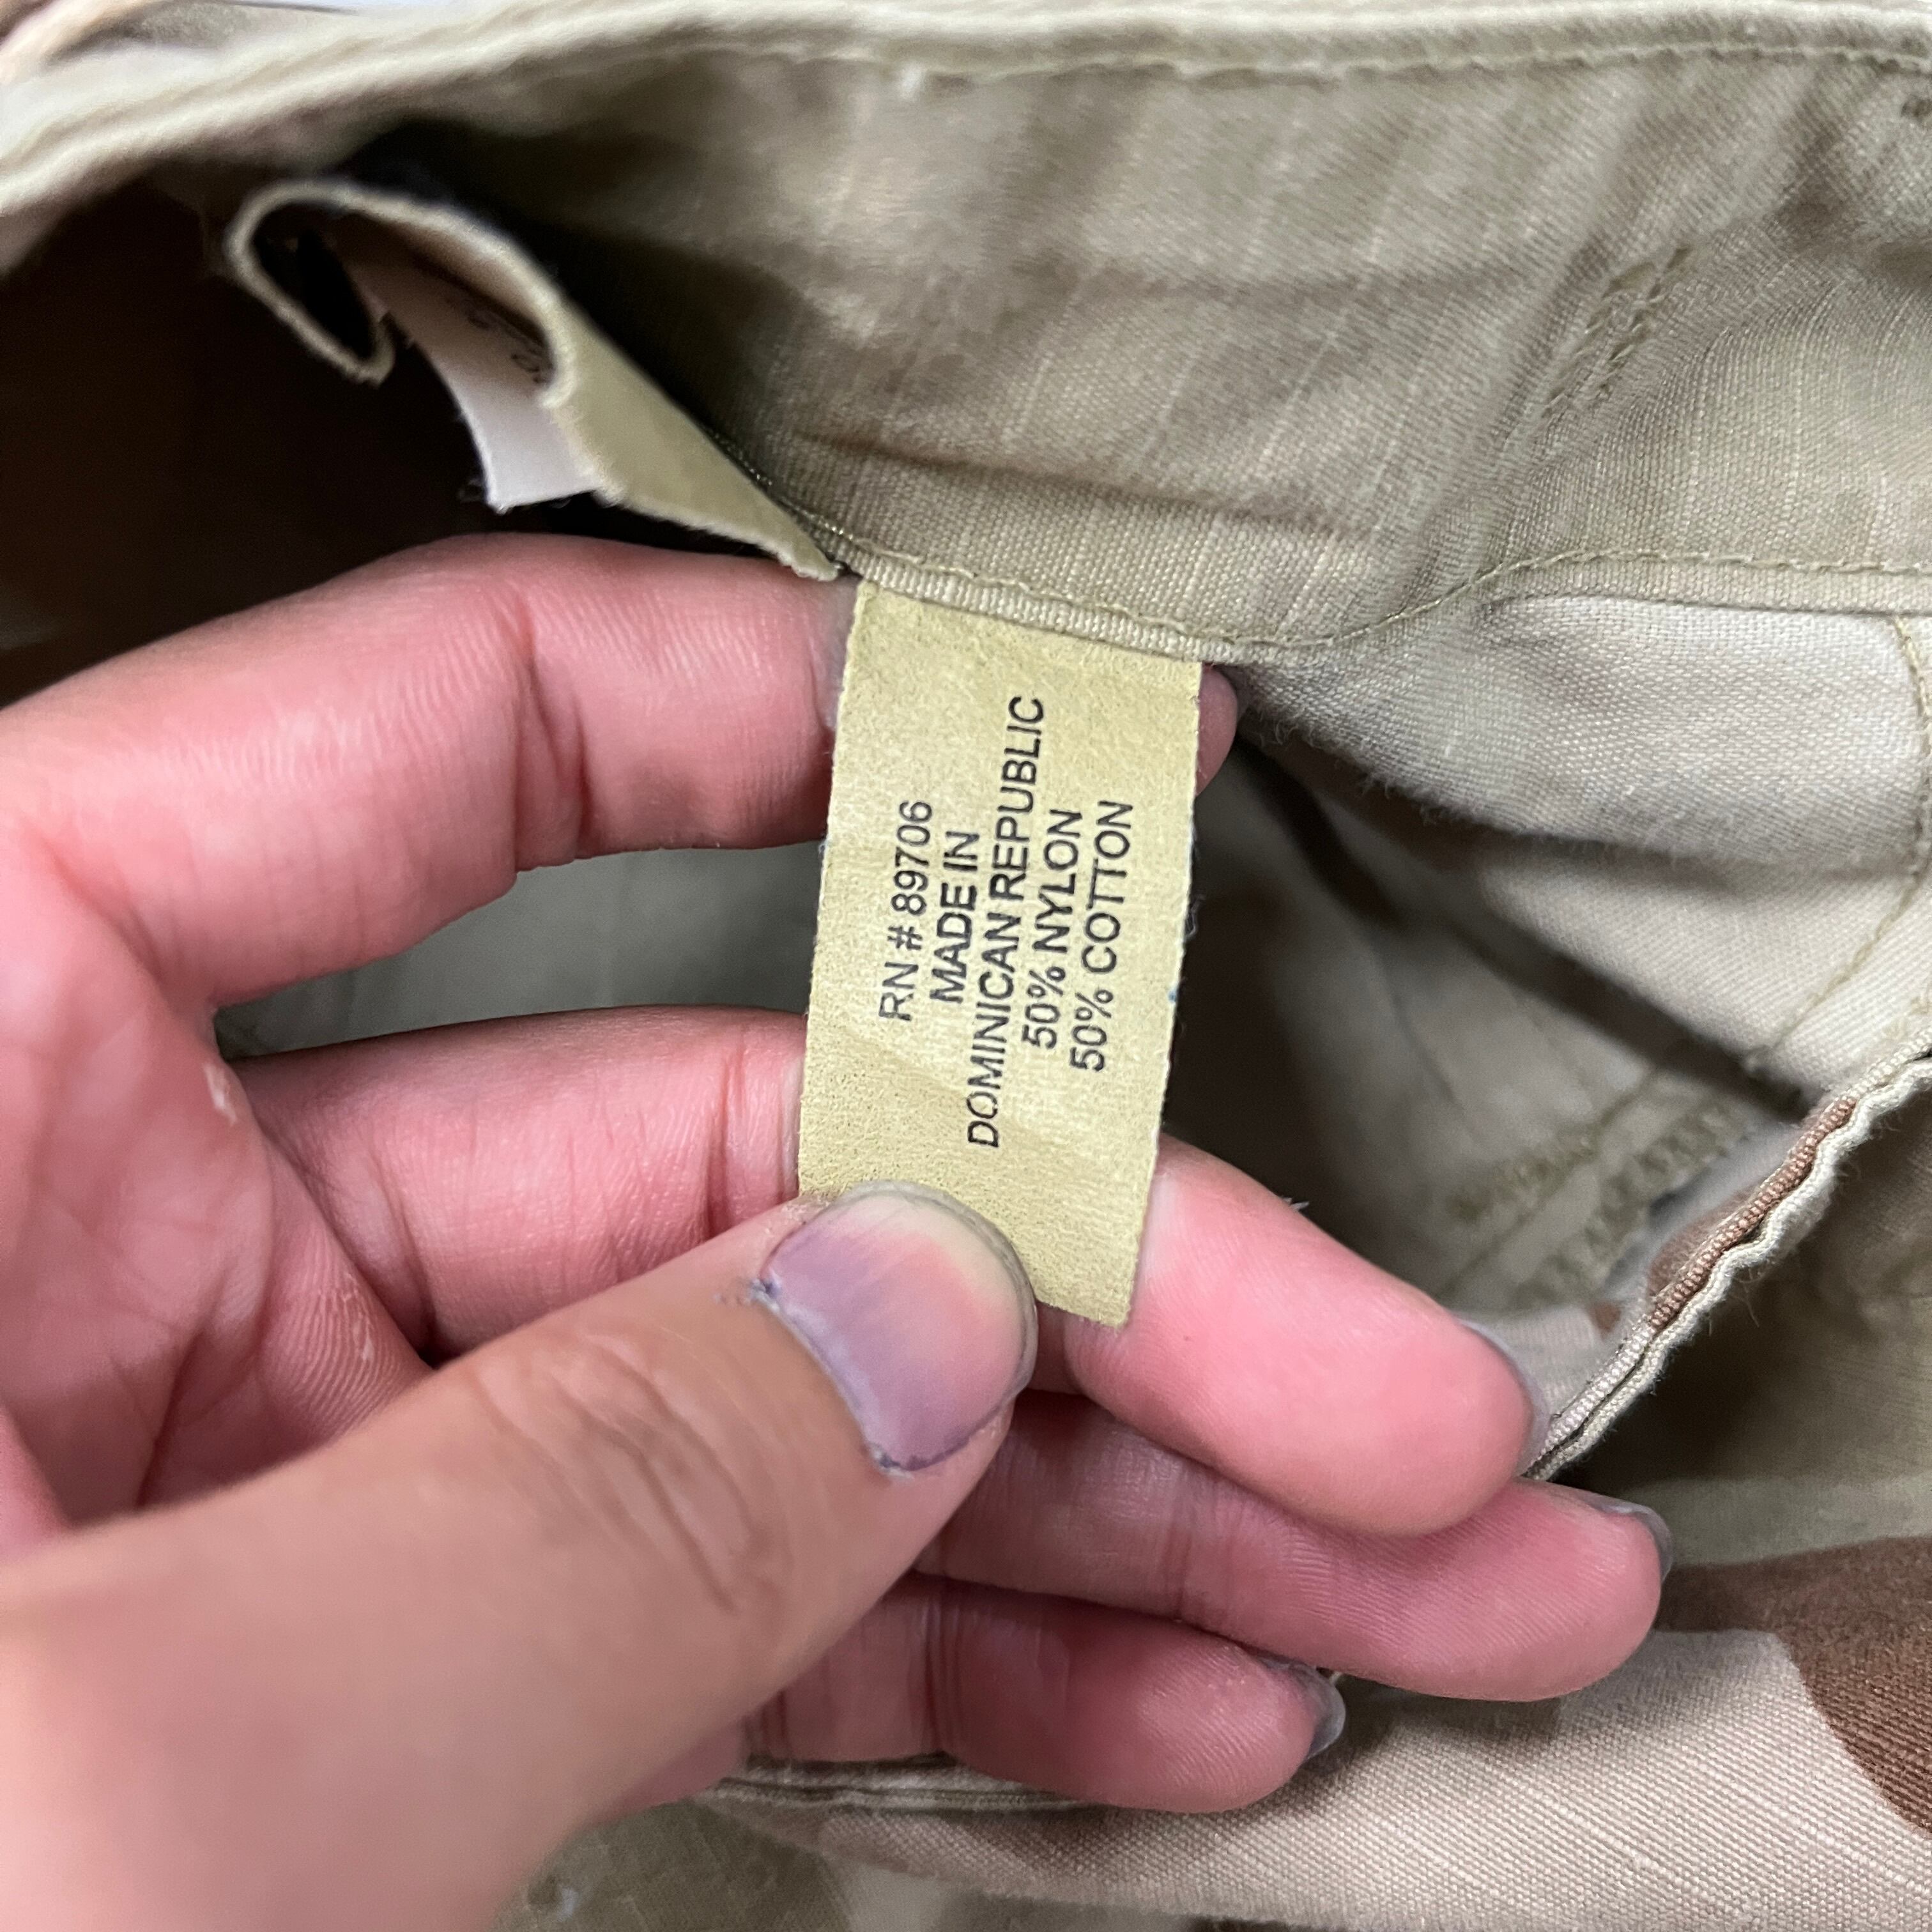 RN # 89706
MADE IN
DOMINICAN REPUBLIC
50% NYLON
50% COTTON